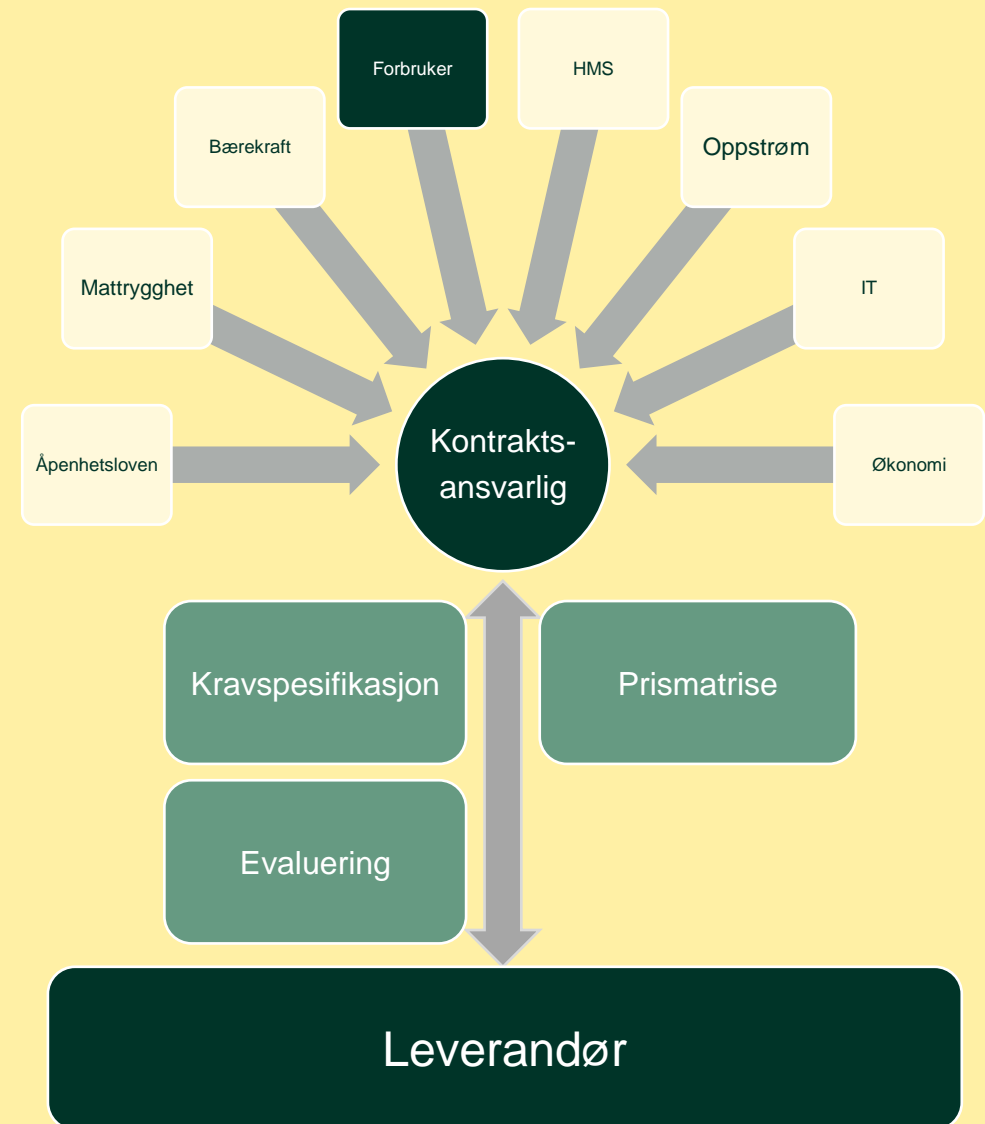 Forbruker
HMS
Bærekraft
Oppstrøm
Mattrygghet
IT
Åpenhetsloven
Kontrakts-
ansvarlig
Økonomi
Kravspesifikasjon
Prismatrise
Evaluering
Leverandør